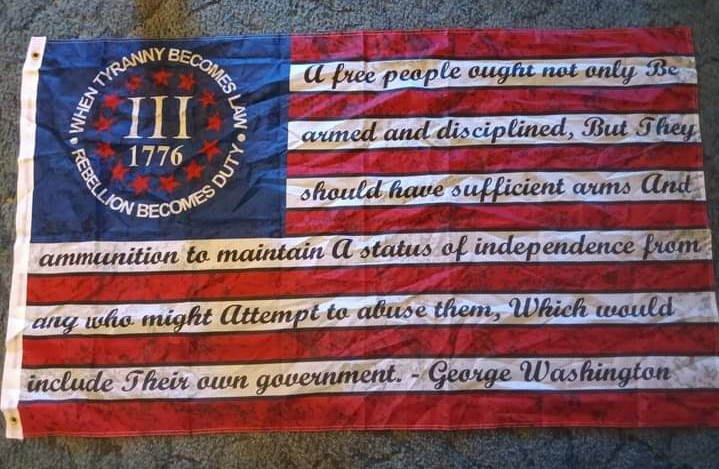 WHEN TYRANNY BECOMES LAW
III
1776
REBELLION BECOMES DUTY
A free people ought not only Be
armed and disciplined, But They
should have sufficient arms And
ammunition to maintain A status of independence from
any who might Attempt to abuse them, Which would
include Their own government. - George Washington